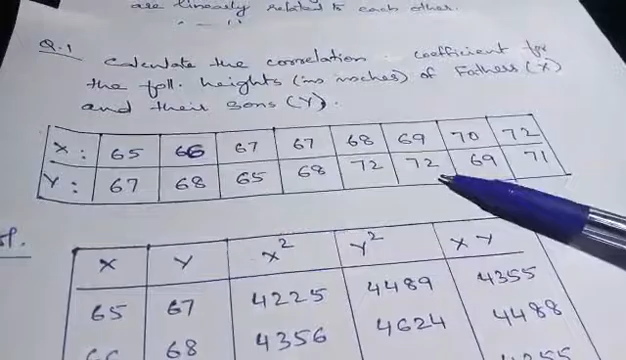 are linearly related to each other.
Q.1 Calculate the correlation coefficient for
the foll. heights (in inches) of Fathers (X)
and their Sons (Y).
X: 65 66 67 67 68 69 70 72
Y: 67 68 65 68 72 72 69 71
X Y X² Y² XY
65 67 4225 4489 4355
66 68 4356 4624 4488